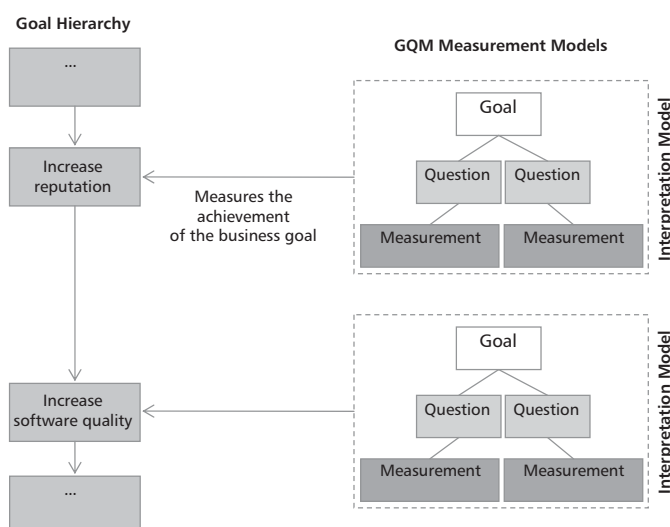 Goal Hierarchy
...
Increase
reputation
Increase
software quality
...
Measures the
achievement
of the business goal
GQM Measurement Models
Goal
Question Question
Measurement Measurement
Interpretation Model
Goal
Question Question
Measurement Measurement
Interpretation Model